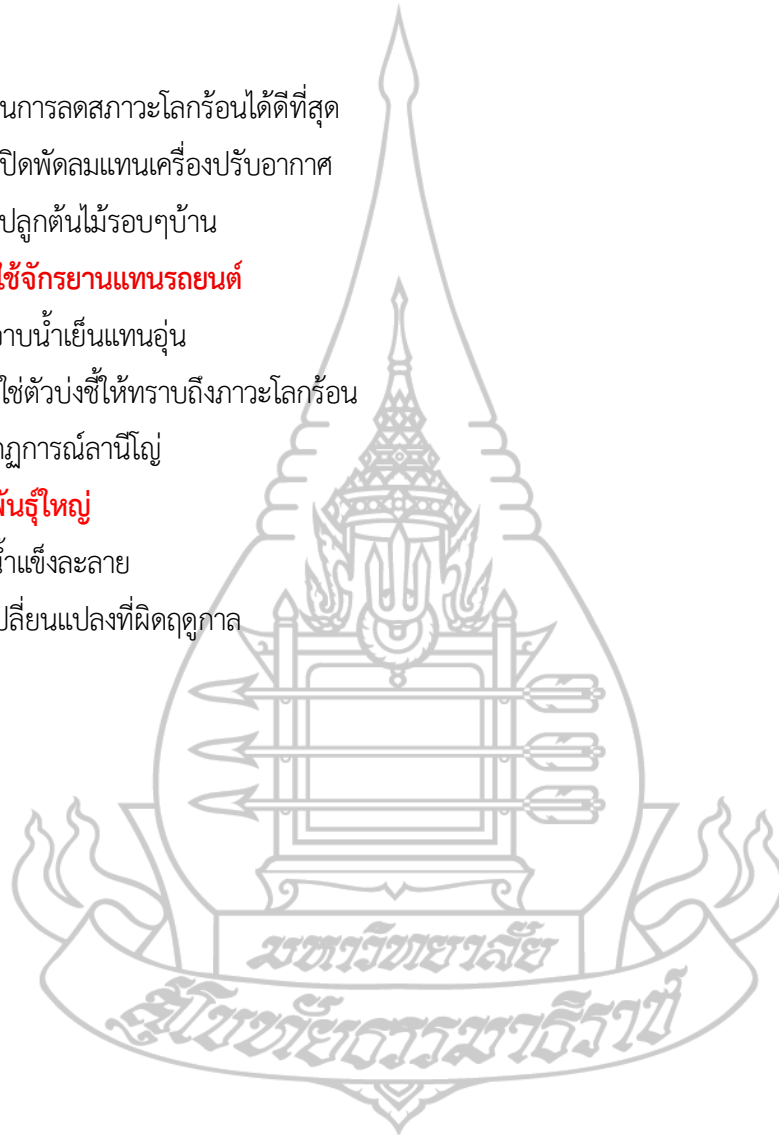 นการลดสภาวะโลกร้อนได้ดีที่สุด
ปิดพัดลมแทนเครื่องปรับอากาศ
ปลูกต้นไม้รอบๆบ้าน
ใช้จักรยานแทนรถยนต์
าบน้ำเย็นแทนอุ่น
ใช่ตัวบ่งชี้ให้ทราบถึงภาวะโลกร้อน
กฏการณ์ลานีโญ่
พันธุ์ใหญ่
น้ำแข็งละลาย
ปลี่ยนแปลงที่ผิดฤดูกาล
มหาวิทยาลัย
สุโขทัยธรรมาธิราช